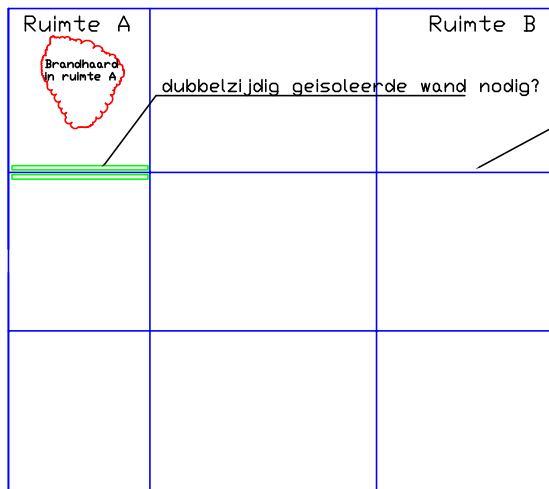 Ruimte A
Ruimte B
Brandhaard
in ruimte A
dubbelzijdig geisoleerde wand nodig?